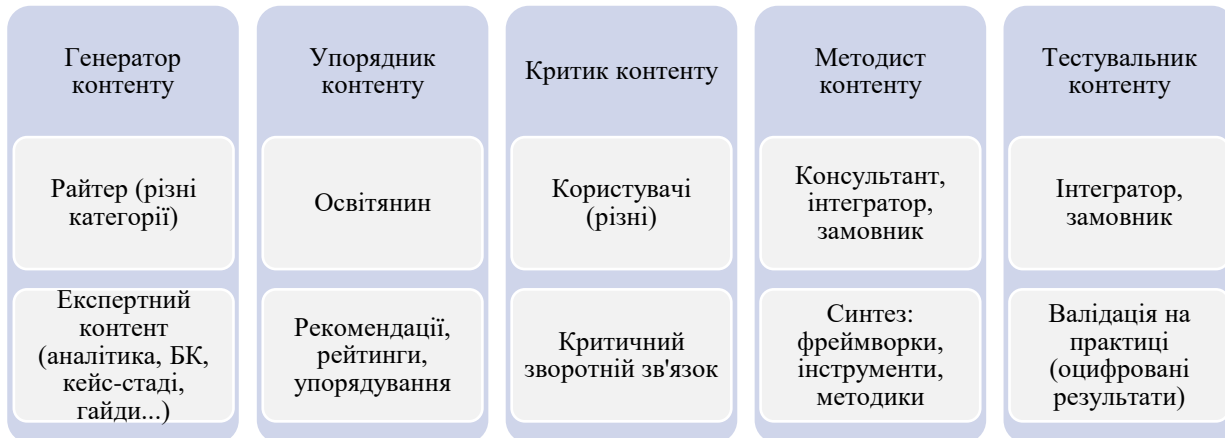 Генератор
контенту
Райтер (різні
категорії)
Експертний
контент
(аналітика, БК,
кейс-стаді,
гайди...)
Упорядник
контенту
Освітянин
Рекомендації,
рейтинги,
упорядування
Критик контенту
Користувачі
(різні)
Критичний
зворотній зв'язок
Методист
контенту
Консультант,
інтегратор,
замовник
Синтез:
фреймворки,
інструменти,
методики
Тестувальник
контенту
Інтегратор,
замовник
Валідація на
практиці
(оцифровані
результати)